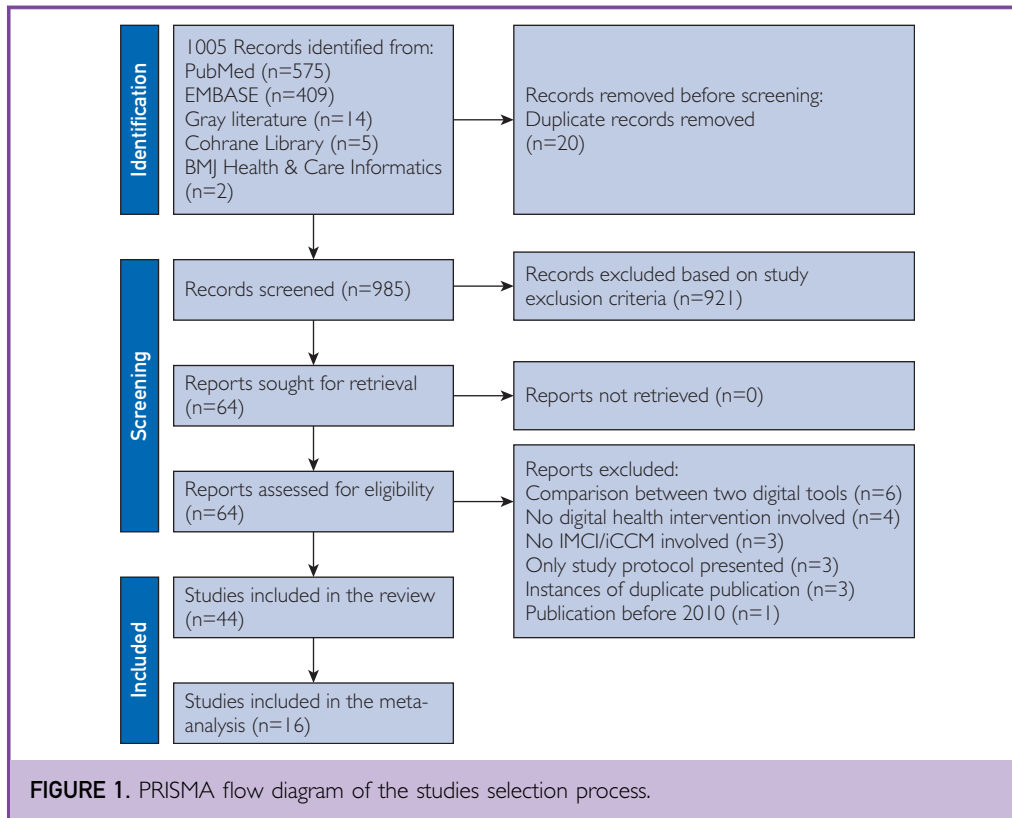 Identification
1005 Records identified from:
PubMed (n=575)
EMBASE (n=409)
Gray literature (n=14)
Cohrane Library (n=5)
BMJ Health & Care Informatics
(n=2)
Records removed before screening:
Duplicate records removed
(n=20)
Screening
Records screened (n=985)
Records excluded based on study
exclusion criteria (n=921)
Reports sought for retrieval
(n=64)
Reports not retrieved (n=0)
Reports assessed for eligibility
(n=64)
Reports excluded:
Comparison between two digital tools (n=6)
No digital health intervention involved (n=4)
No IMCI/iCCM involved (n=3)
Only study protocol presented (n=3)
Instances of duplicate publication (n=3)
Publication before 2010 (n=1)
Included
Studies included in the review
(n=44)
Studies included in the meta-
analysis (n=16)
FIGURE 1. PRISMA flow diagram of the studies selection process.